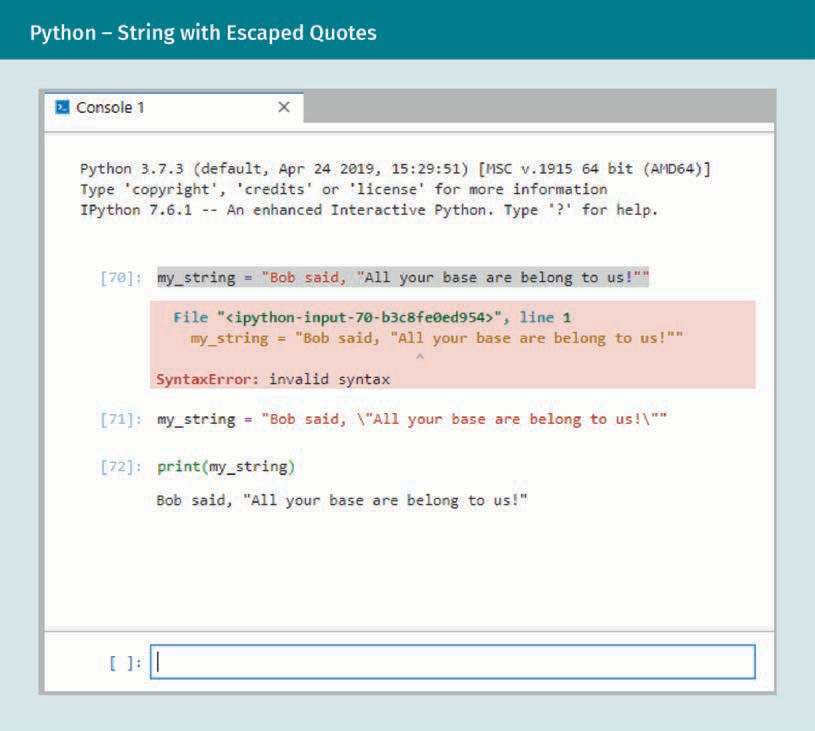 Python – String with Escaped Quotes
Console 1
Python 3.7.3 (default, Apr 24 2019, 15:29:51) [MSC v.1915 64 bit (AMD64)]
Type 'copyright', 'credits' or 'license' for more information
IPython 7.6.1 -- An enhanced Interactive Python. Type '?' for help.
[70]: my_string = "Bob said, "All your base are belong to us!""
File "<ipython-input-70-b3c8fe0ed954>", line 1
my_string = "Bob said, "All your base are belong to us!""
^
SyntaxError: invalid syntax
[71]: my_string = "Bob said, \"All your base are belong to us!\""
[72]: print(my_string)
Bob said, "All your base are belong to us!"
[ ]: